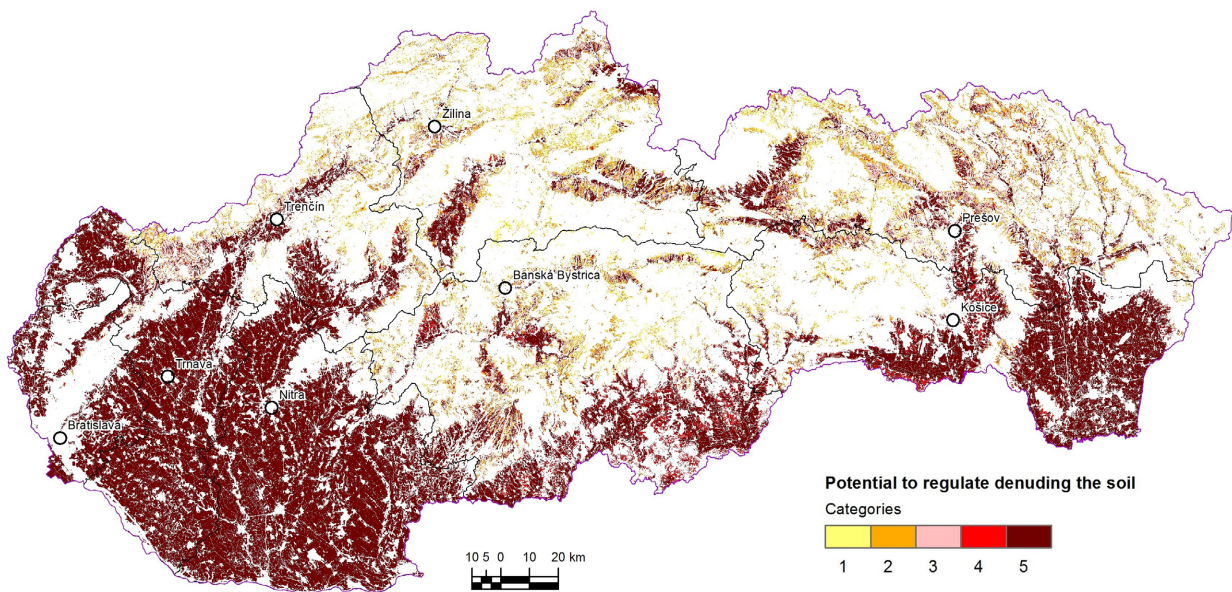 Žilina
Trenčín
Prešov
Banská Bystrica
Košice
Trnava
Nitra
Bratislava
Potential to regulate denuding the soil
Categories
1 2 3 4 5
10 5 0 10 20 km